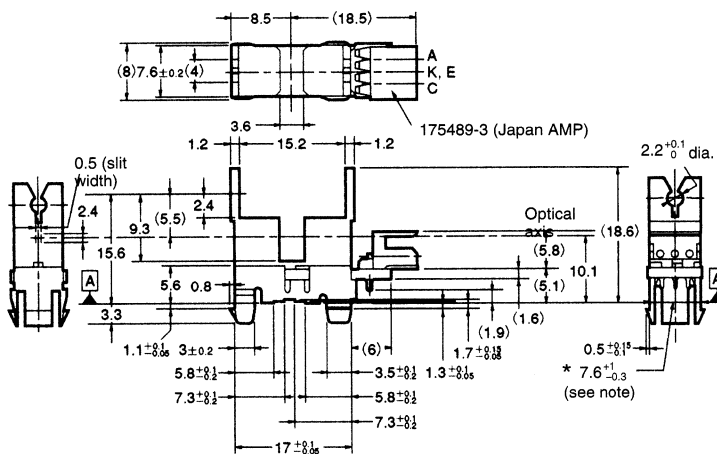 8.5 (18.5)
(8) 7.6±0.2 (4)
A
K, E
C
3.6
175489-3 (Japan AMP)
1.2 15.2 1.2
0.5 (slit
width)
2.2 +0.1 0 dia.
2.4
2.4
(5.5)
9.3
15.6
Optical
axis
(5.8)
(18.6)
10.1
A
5.6
0.8
(5.1)
A
3.3
(1.6)
(1.9)
1.1 +0.1 -0.05
3±0.2
(6)
1.7 +0.15 -0.05
0.5 +0.15 -0.1
5.8 +0.1 -0.2
3.5 +0.1 -0.2
1.3 +0.1 -0.05
* 7.6 +1 -0.3
(see note)
7.3 +0.1 -0.2
5.8 +0.1 -0.2
7.3 +0.1 -0.2
17 +0.1 -0.05